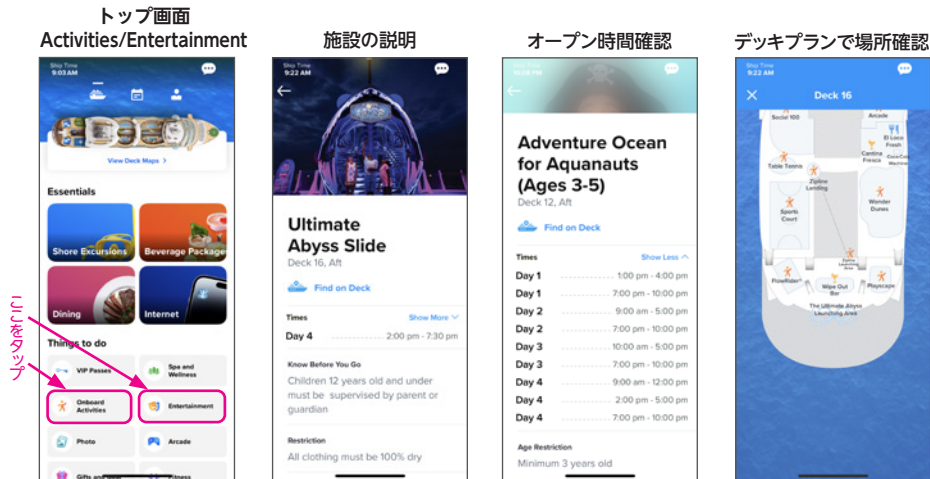 トップ画面
Activities/Entertainment
施設の説明
オープン時間確認
デッキプランで場所確認
Ship Time
9:03 AM
View Deck Maps >
Essentials
Shore Excursions
Beverage Packages
Dining
Internet
ここをタップ
Things to do
VIP Passes
Spa and
Wellness
Onboard
Activities
Entertainment
Photo
Arcade
Gifts and
Fitness
Ship Time
9:22 AM
Ultimate
Abyss Slide
Deck 16, Aft
Find on Deck
Times
Show More
Day 4 2:00 pm - 7:30 pm
Know Before You Go
Children 12 years old and under
must be supervised by parent or
guardian
Restriction
All clothing must be 100% dry
Ship Time
Adventure Ocean
for Aquanauts
(Ages 3-5)
Deck 12, Aft
Find on Deck
Times
Show Less
Day 1 1:00 pm - 4:00 pm
Day 1 7:00 pm - 10:00 pm
Day 2 9:00 am - 5:00 pm
Day 2 7:00 pm - 10:00 pm
Day 3 10:00 am - 5:00 pm
Day 3 7:00 pm - 10:00 pm
Day 4 9:00 am - 12:00 pm
Day 4 2:00 pm - 5:00 pm
Day 4 7:00 pm - 10:00 pm
Age Restriction
Minimum 3 years old
Ship Time
9:22 AM
Deck 16
Social 100
Arcade
El Loco
Fresh
Cantina
Fresca
Coca-Cola
Machine
Table Tennis
Zipline
Landing
Sports
Court
Wonder
Dunes
Zipline
Launching
Area
FlowRider®
Wipe Out
Bar
Playscape
The Ultimate Abyss
Launching Area